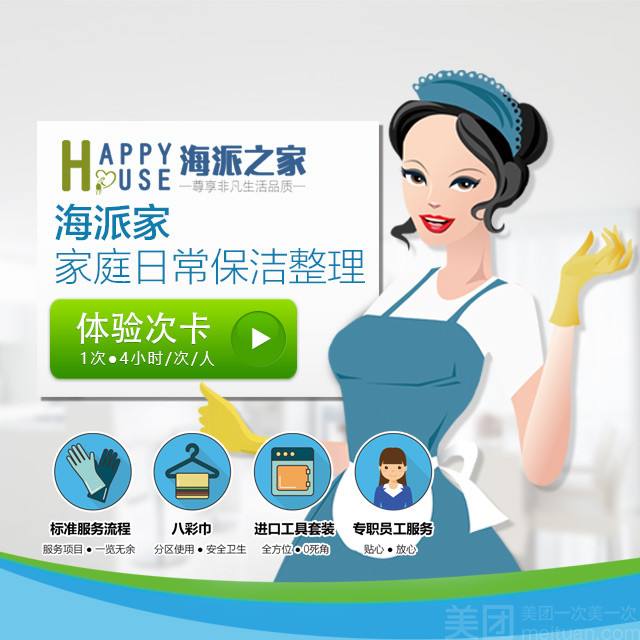 HAPPY HOUSE
海派之家
—尊享非凡生活品质—
海派家
家庭日常保洁整理
体验次卡
1次●4小时/次/人
标准服务流程
服务项目●一览无余
八彩巾
分区使用●安全卫生
进口工具套装
全方位●0死角
专职员工服务
贴心●放心
美团 美团一次美一次
meituan.com